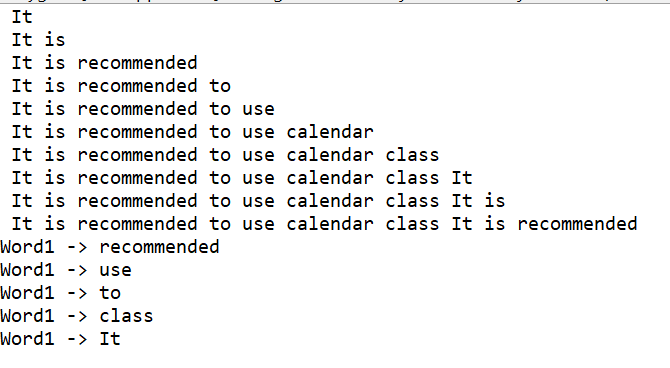 It
It is
It is recommended
It is recommended to
It is recommended to use
It is recommended to use calendar
It is recommended to use calendar class
It is recommended to use calendar class It
It is recommended to use calendar class It is
It is recommended to use calendar class It is recommended
Word1 -> recommended
Word1 -> use
Word1 -> to
Word1 -> class
Word1 -> It